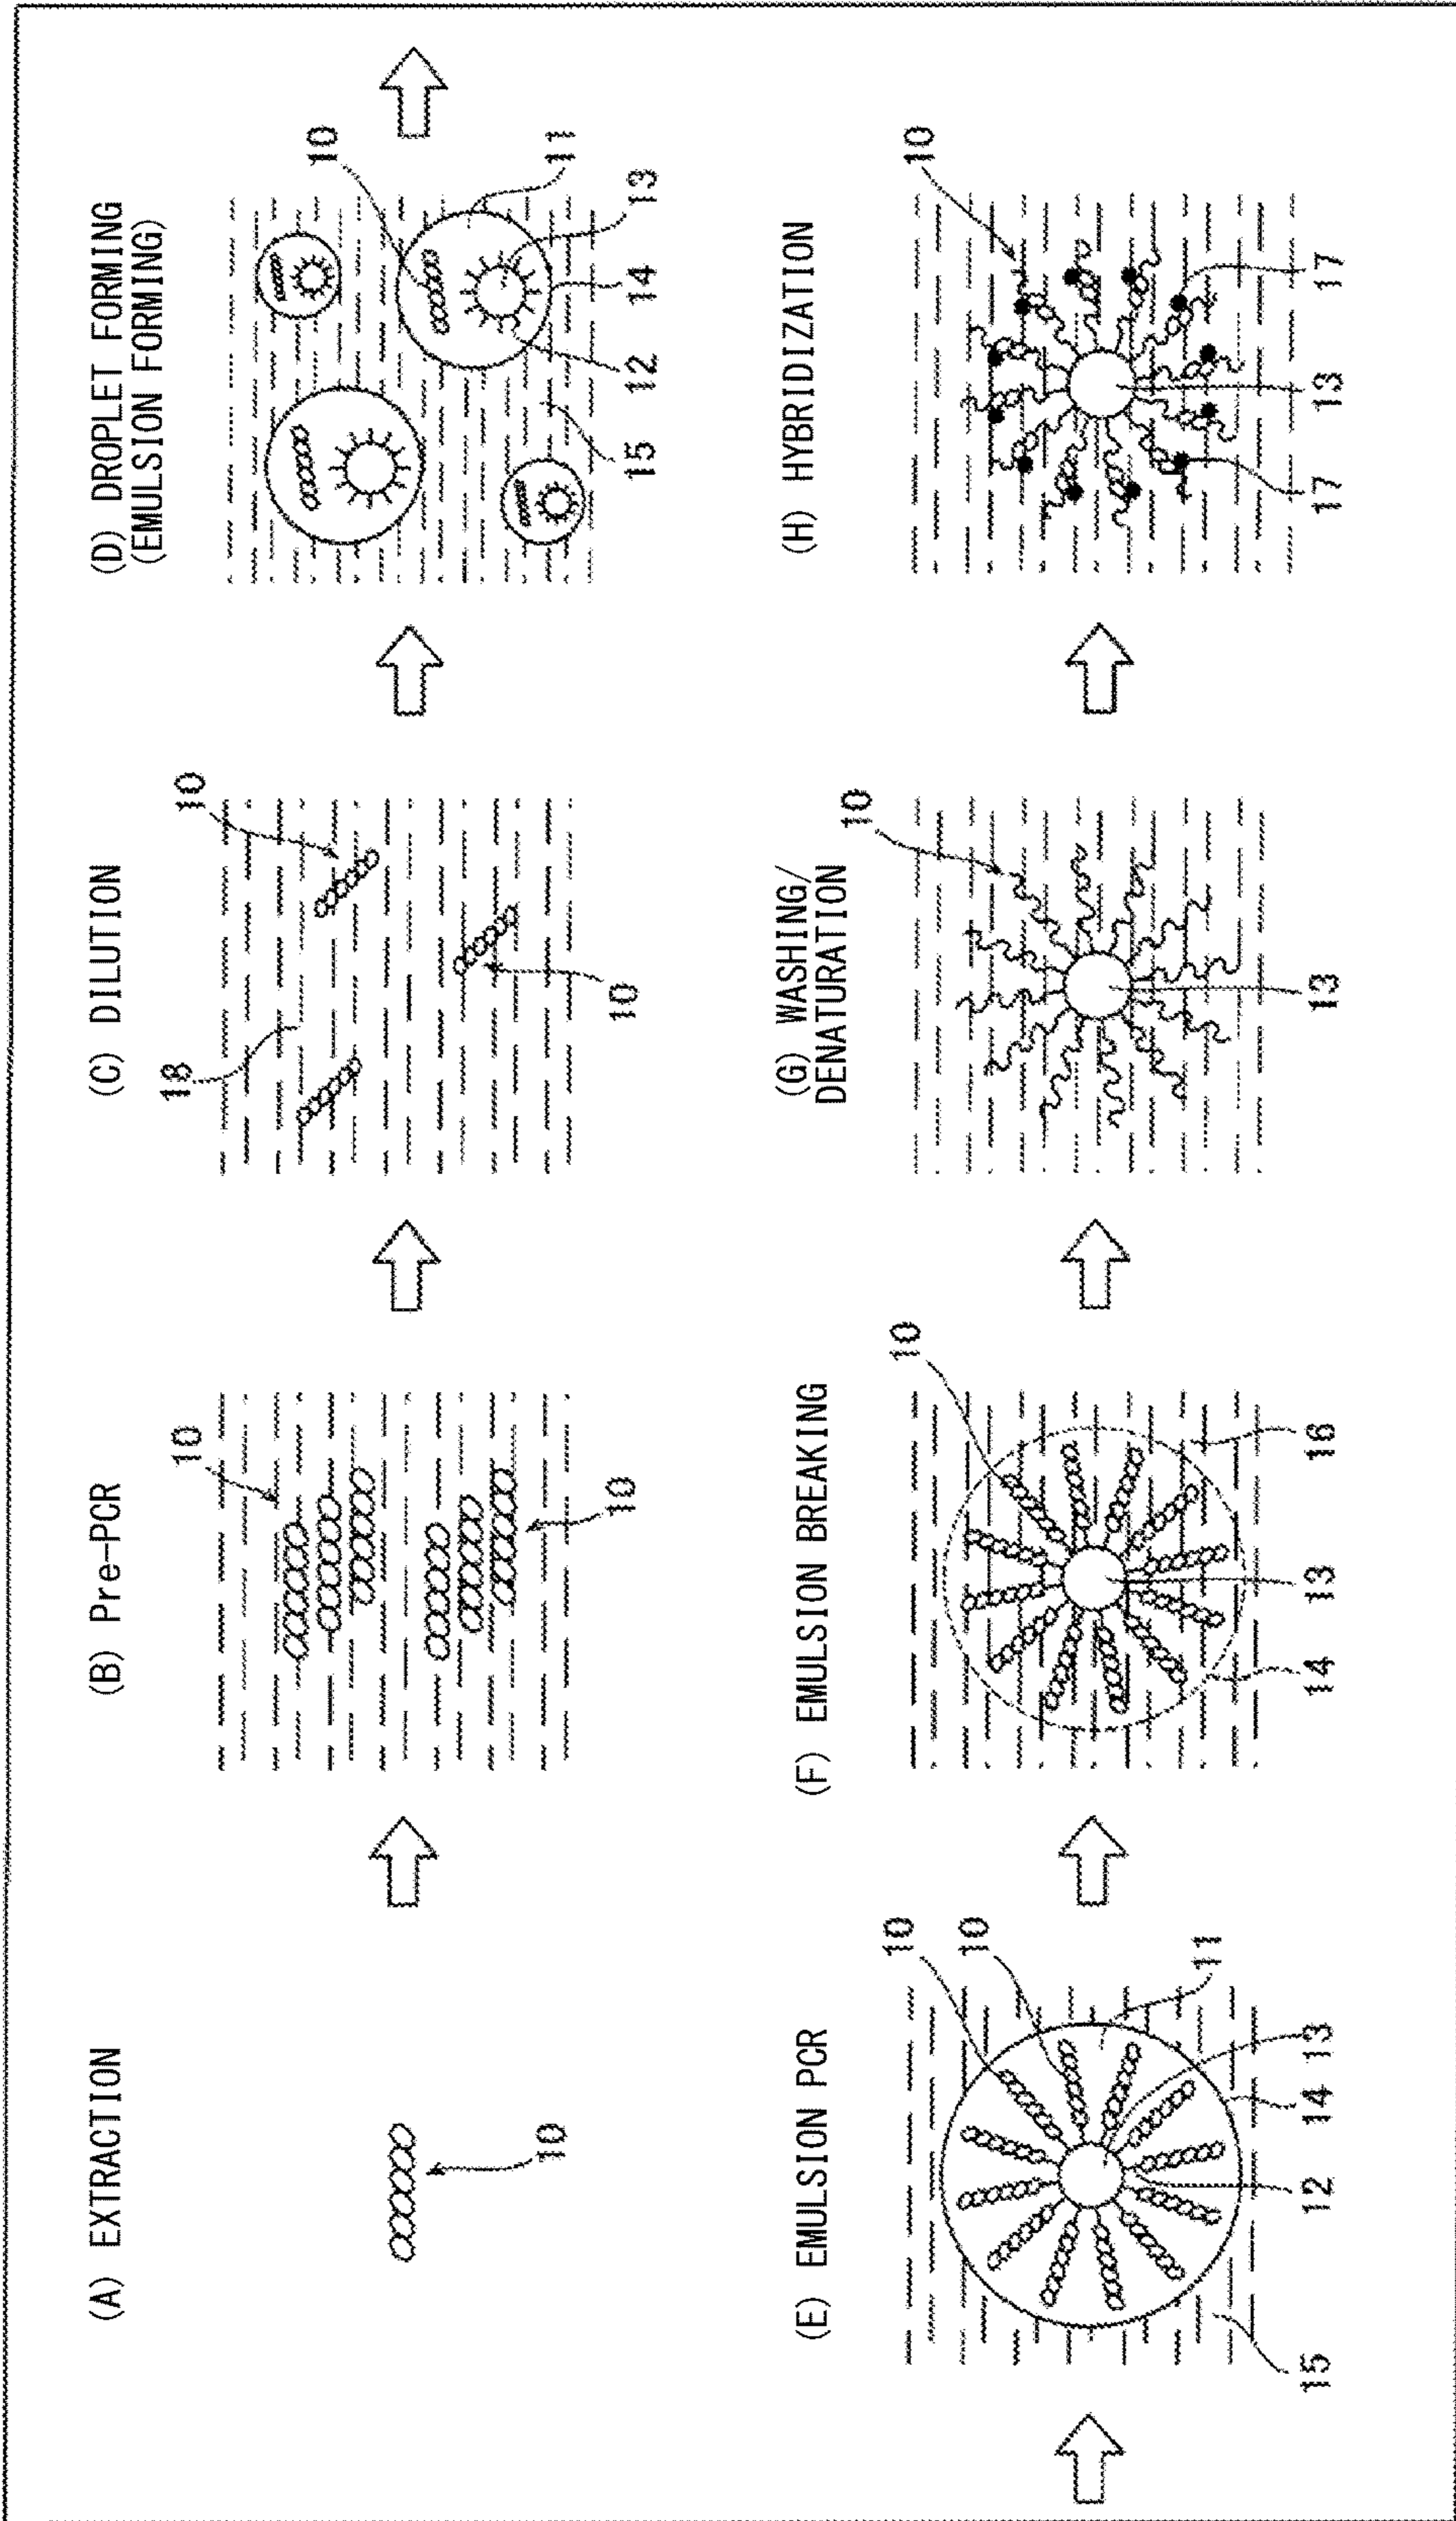 (A) EXTRACTION
10
(B) Pre-PCR
10
10
(C) DILUTION
18
10
10
(D) DROPLET FORMING
(EMULSION FORMING)
10
11
13
14
12
15
(E) EMULSION PCR
10
10
11
13
14
12
15
(F) EMULSION BREAKING
10
16
13
14
(G) WASHING/
DENATURATION
10
13
(H) HYBRIDIZATION
10
17
13
17